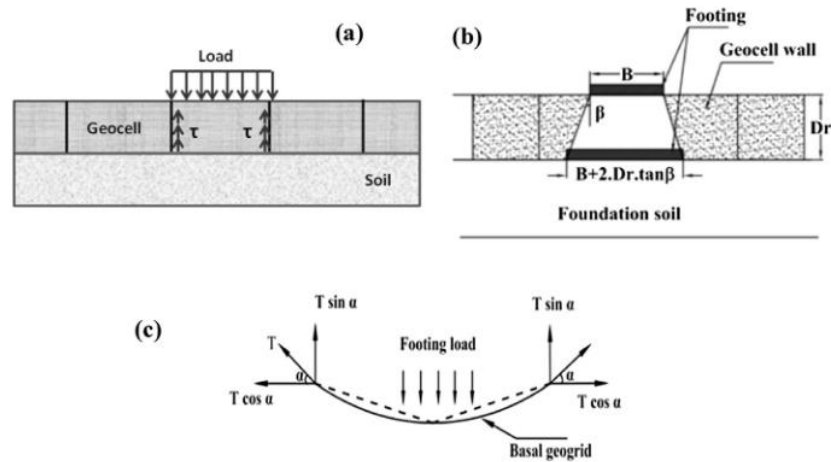 (a)
Load
Geocell
τ
τ
Soil
(b)
Footing
Geocell wall
B
β
Dr
B+2.Dr.tanβ
Foundation soil
(c)
T sin α
T sin α
T
Footing load
α
α
T cos α
T cos α
Basal geogrid